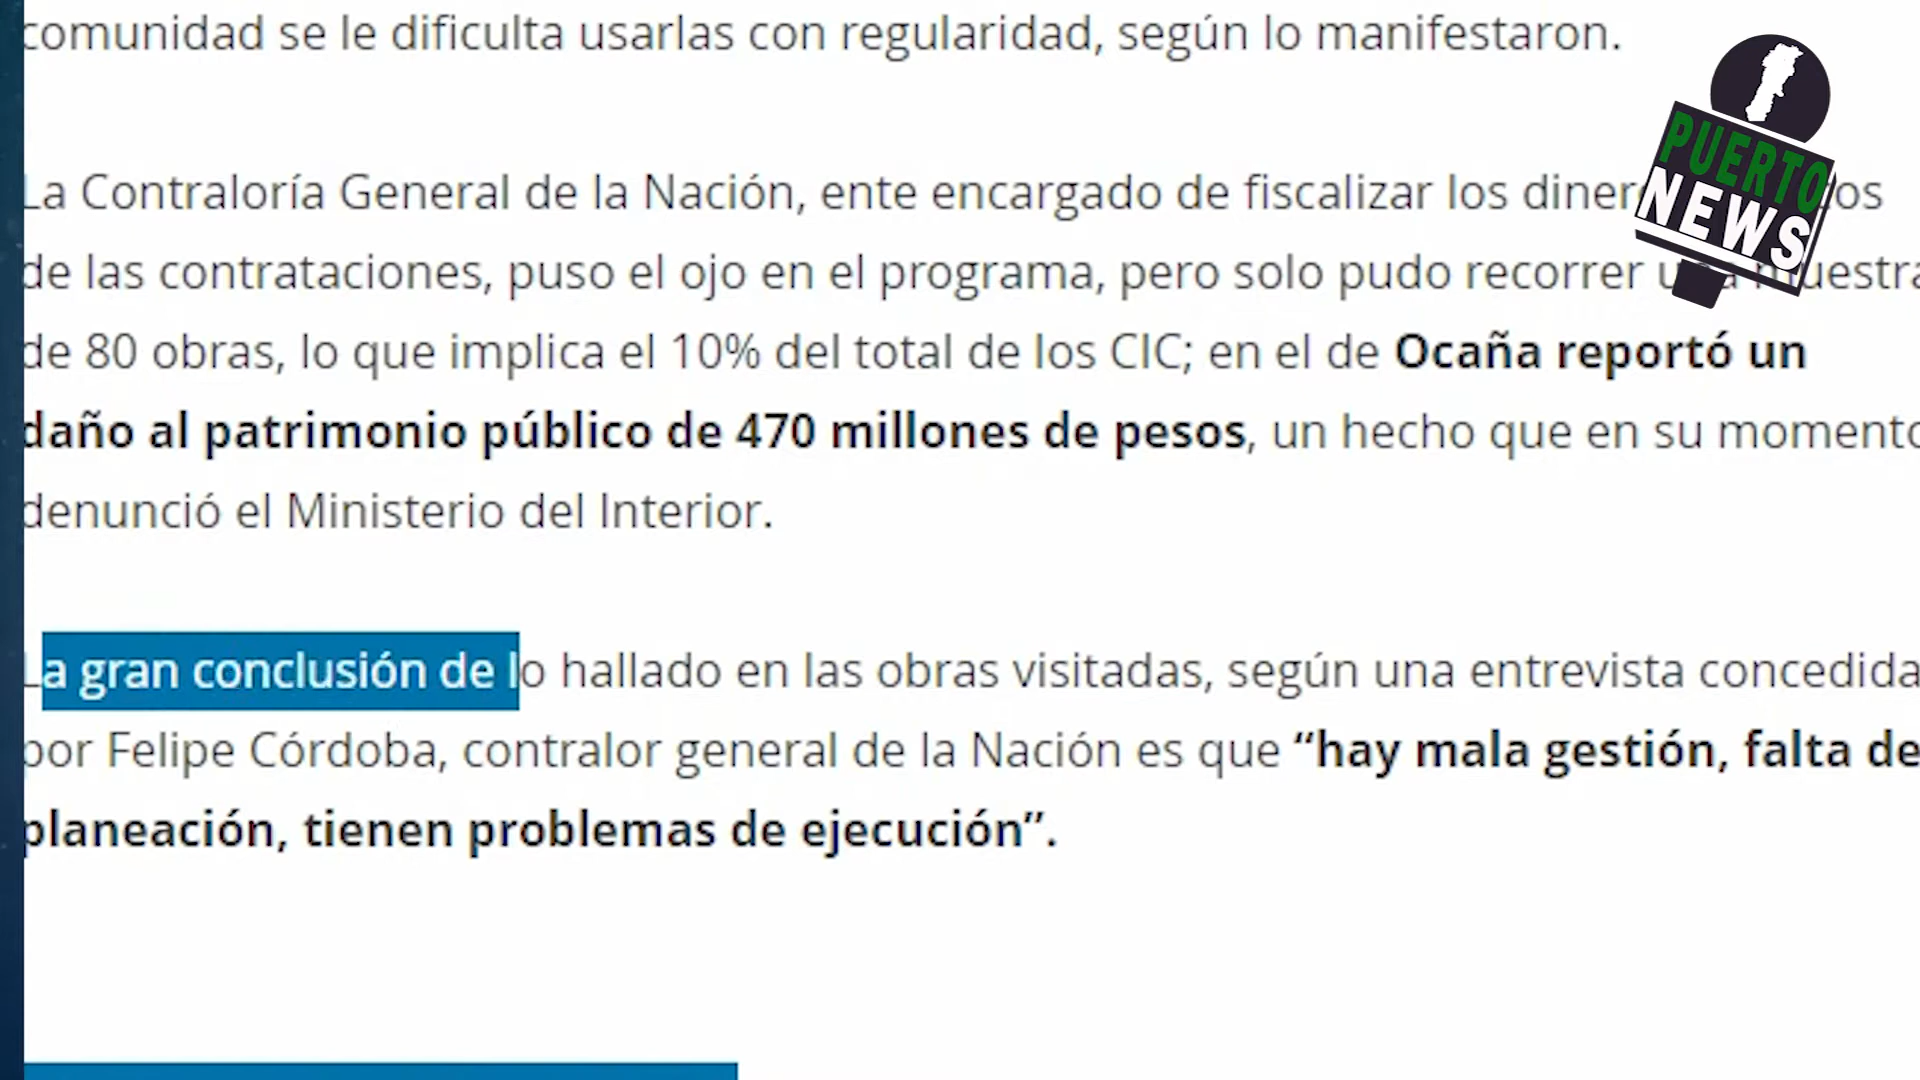 comunidad se le dificulta usarlas con regularidad, según lo manifestaron.
La Contraloría General de la Nación, ente encargado de fiscalizar los
de las contrataciones, puso el ojo en el programa, pero solo pudo recorrer
de 80 obras, lo que implica el 10% del total de los CIC; en el de Ocaña reportó un
daño al patrimonio público de 470 millones de pesos, un hecho que en su momento
denunció el Ministerio del Interior.
La gran conclusión de lo hallado en las obras visitadas, según una entrevista concedida
por Felipe Córdoba, contralor general de la Nación es que “hay mala gestión, falta de
planeación, tienen problemas de ejecución”.
PUERTO
NEWS